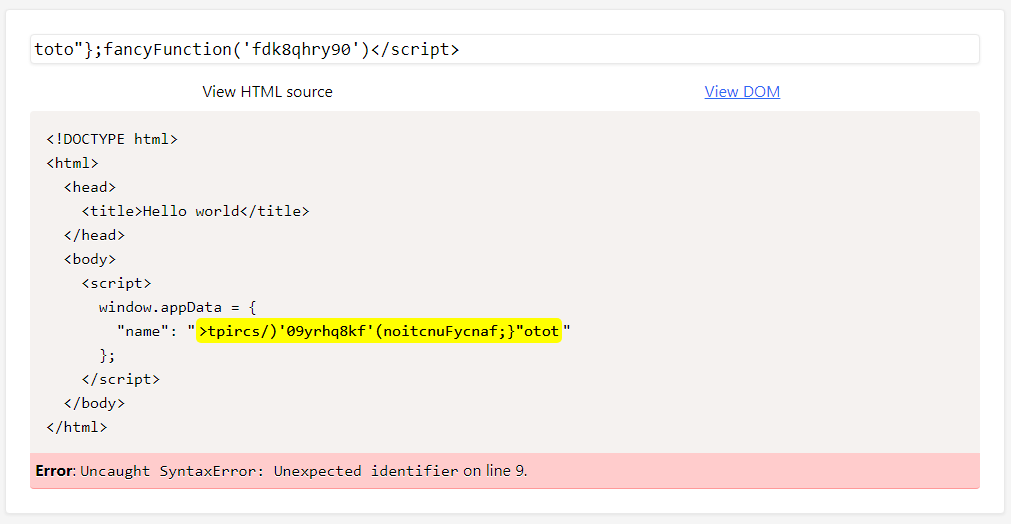 toto"};fancyFunction('fdk8qhry90')</script>
View HTML source
View DOM
<!DOCTYPE html>
<html>
<head>
<title>Hello world</title>
</head>
<body>
<script>
window.appData = {
"name": ">tpircs/)'09yrhq8kf'(noitcnuFycnaf;}"otot"
};
</script>
</body>
</html>
Error: Uncaught SyntaxError: Unexpected identifier on line 9.